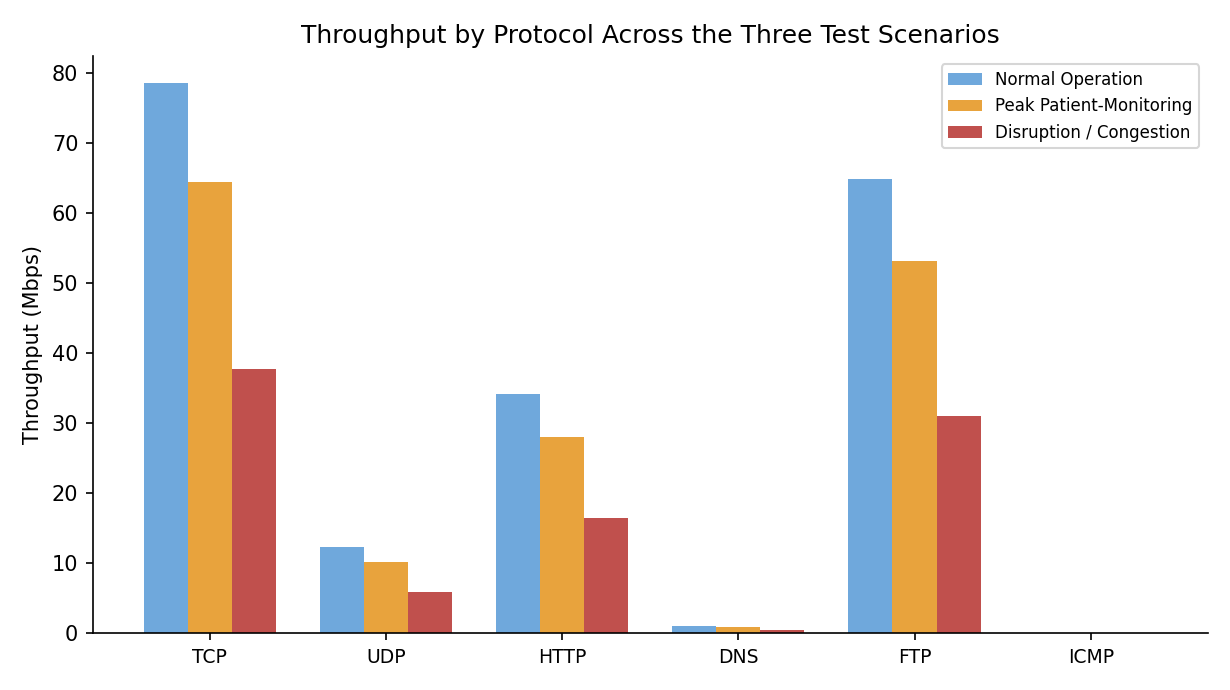 Throughput by Protocol Across the Three Test Scenarios
Normal Operation
Peak Patient-Monitoring
Disruption / Congestion
Throughput (Mbps)
80
70
60
50
40
30
20
10
0
TCP UDP HTTP DNS FTP ICMP